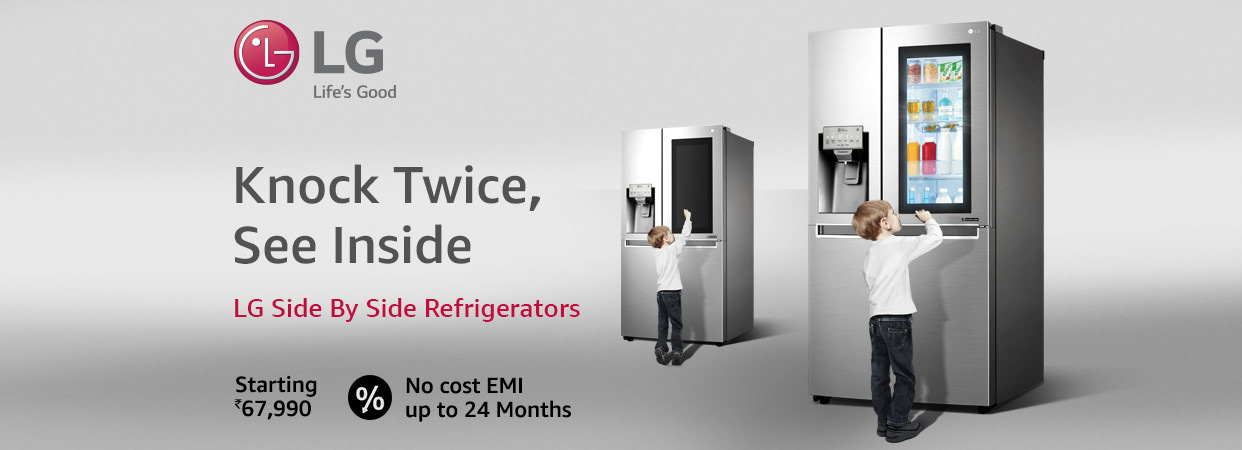 LG
Life's Good
Knock Twice,
See Inside
LG Side By Side Refrigerators
Starting
₹67,990
%
No cost EMI
up to 24 Months
LG